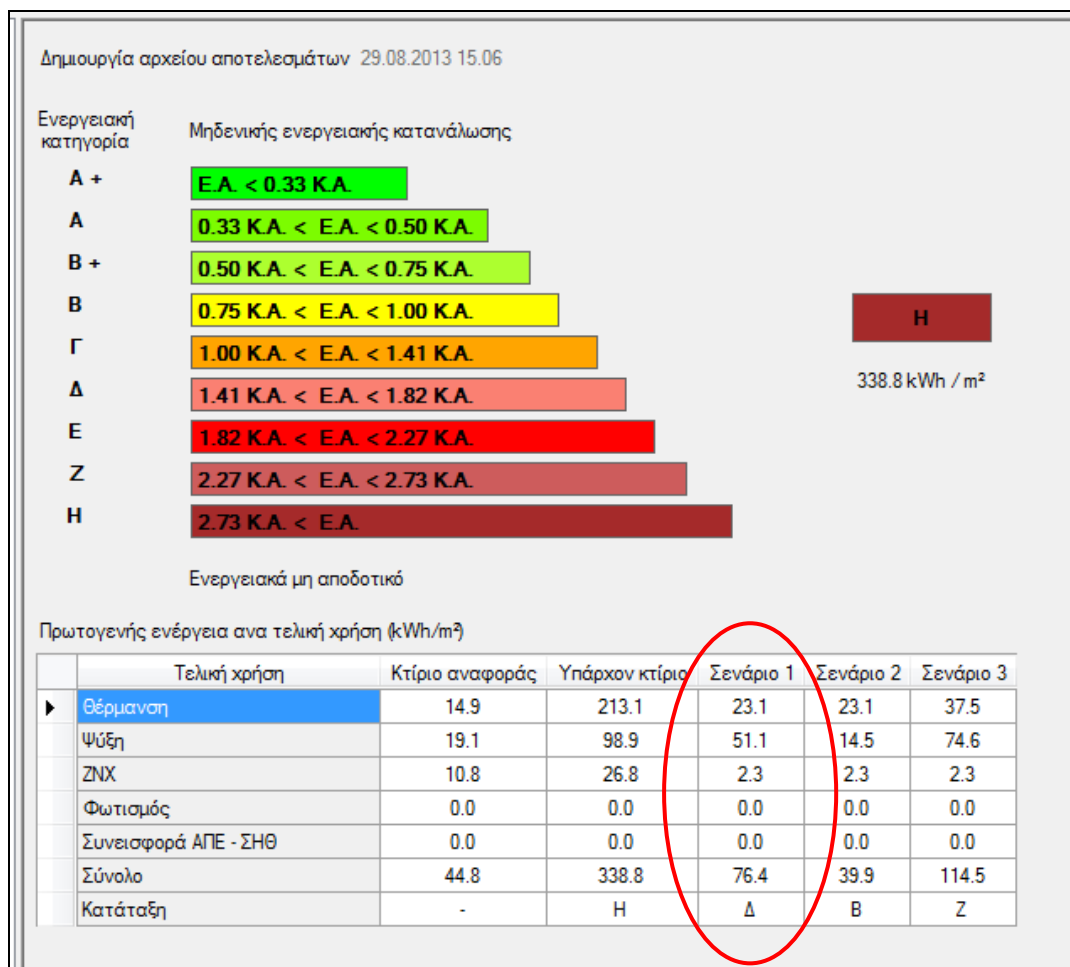 Δημιουργία αρχείου αποτελεσμάτων 29.08.2013 15.06
Ενεργειακή κατηγορία
Μηδενικής ενεργειακής κατανάλωσης
A + Ε.Α. < 0.33 Κ.Α.
A 0.33 Κ.Α. < Ε.Α. < 0.50 Κ.Α.
B + 0.50 Κ.Α. < Ε.Α. < 0.75 Κ.Α.
B 0.75 Κ.Α. < Ε.Α. < 1.00 Κ.Α.
Γ 1.00 Κ.Α. < Ε.Α. < 1.41 Κ.Α.
Δ 1.41 Κ.Α. < Ε.Α. < 1.82 Κ.Α.
Ε 1.82 Κ.Α. < Ε.Α. < 2.27 Κ.Α.
Ζ 2.27 Κ.Α. < Ε.Α. < 2.73 Κ.Α.
Η 2.73 Κ.Α. < Ε.Α.
Η
338.8 kWh / m²
Ενεργειακά μη αποδοτικό
Πρωτογενής ενέργεια ανα τελική χρήση (kWh/m²)
Τελική χρήση Κτίριο αναφοράς Υπάρχον κτίριο Σενάριο 1 Σενάριο 2 Σενάριο 3
Θέρμανση 14.9 213.1 23.1 23.1 37.5
Ψύξη 19.1 98.9 51.1 14.5 74.6
ΖΝΧ 10.8 26.8 2.3 2.3 2.3
Φωτισμός 0.0 0.0 0.0 0.0 0.0
Συνεισφορά ΑΠΕ - ΣΗΘ 0.0 0.0 0.0 0.0 0.0
Σύνολο 44.8 338.8 76.4 39.9 114.5
Κατάταξη - Η Δ Β Ζ